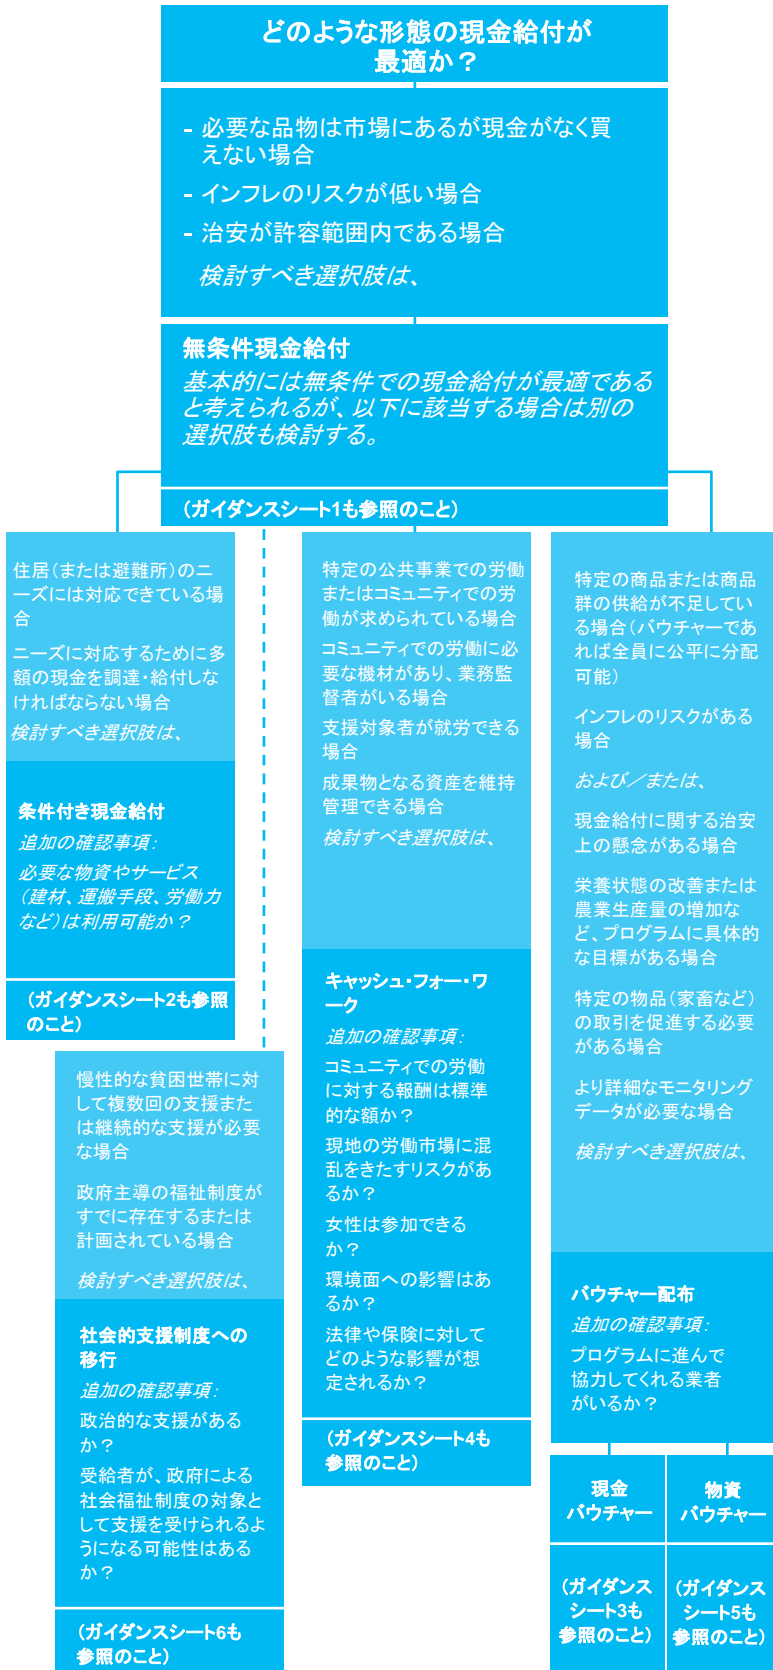 どのような形態の現金給付が
最適か？
- 必要な品物は市場にあるが現金がなく買
えない場合
- インフレのリスクが低い場合
- 治安が許容範囲内である場合
検討すべき選択肢は、
無条件現金給付
基本的には無条件での現金給付が最適である
と考えられるが、以下に該当する場合は別の
選択肢も検討する。
（ガイダンスシート1も参照のこと）
住居（または避難所）のニ
ーズには対応できている場
合
ニーズに対応するために多
額の現金を調達・給付しな
ければならない場合
検討すべき選択肢は、
条件付き現金給付
追加の確認事項：
必要な物資やサービス
（建材、運搬手段、労働力
など）は利用可能か？
（ガイダンスシート2も参照
のこと）
慢性的な貧困世帯に対
して複数回の支援また
は継続的な支援が必要
な場合
政府主導の福祉制度が
すでに存在するまたは
計画されている場合
検討すべき選択肢は、
社会的支援制度への
移行
追加の確認事項：
政治的な支援がある
か？
受給者が、政府による
社会福祉制度の対象と
して支援を受けられるよ
うになる可能性はある
か？
（ガイダンスシート6も
参照のこと）
特定の公共事業での労働
またはコミュニティでの労
働が求められている場合
コミュニティでの労働に必
要な機材があり、業務監
督者がいる場合
支援対象者が就労できる
場合
成果物となる資産を維持
管理できる場合
検討すべき選択肢は、
キャッシュ・フォー・ワ
ーク
追加の確認事項：
コミュニティでの労働
に対する報酬は標準
的な額か？
現地の労働市場に混
乱をきたすリスクがあ
るか？
女性は参加できる
か？
環境面への影響はあ
るか？
法律や保険に対して
どのような影響が想
定されるか？
（ガイダンスシート4も
参照のこと）
特定の商品または商品
群の供給が不足してい
る場合（バウチャーであ
れば全員に公平に分配
可能）
インフレのリスクがある
場合
および／または、
現金給付に関する治安
上の懸念がある場合
栄養状態の改善または
農業生産量の増加な
ど、プログラムに具体的
な目標がある場合
特定の物品（家畜など）
の取引を促進する必要
がある場合
より詳細なモニタリング
データが必要な場合
検討すべき選択肢は、
バウチャー配布
追加の確認事項：
プログラムに進んで
協力してくれる業者
がいるか？
現金
バウチャー
（ガイダンス
シート3も
参照のこと）
物資
バウチャー
（ガイダンス
シート5も
参照のこと）